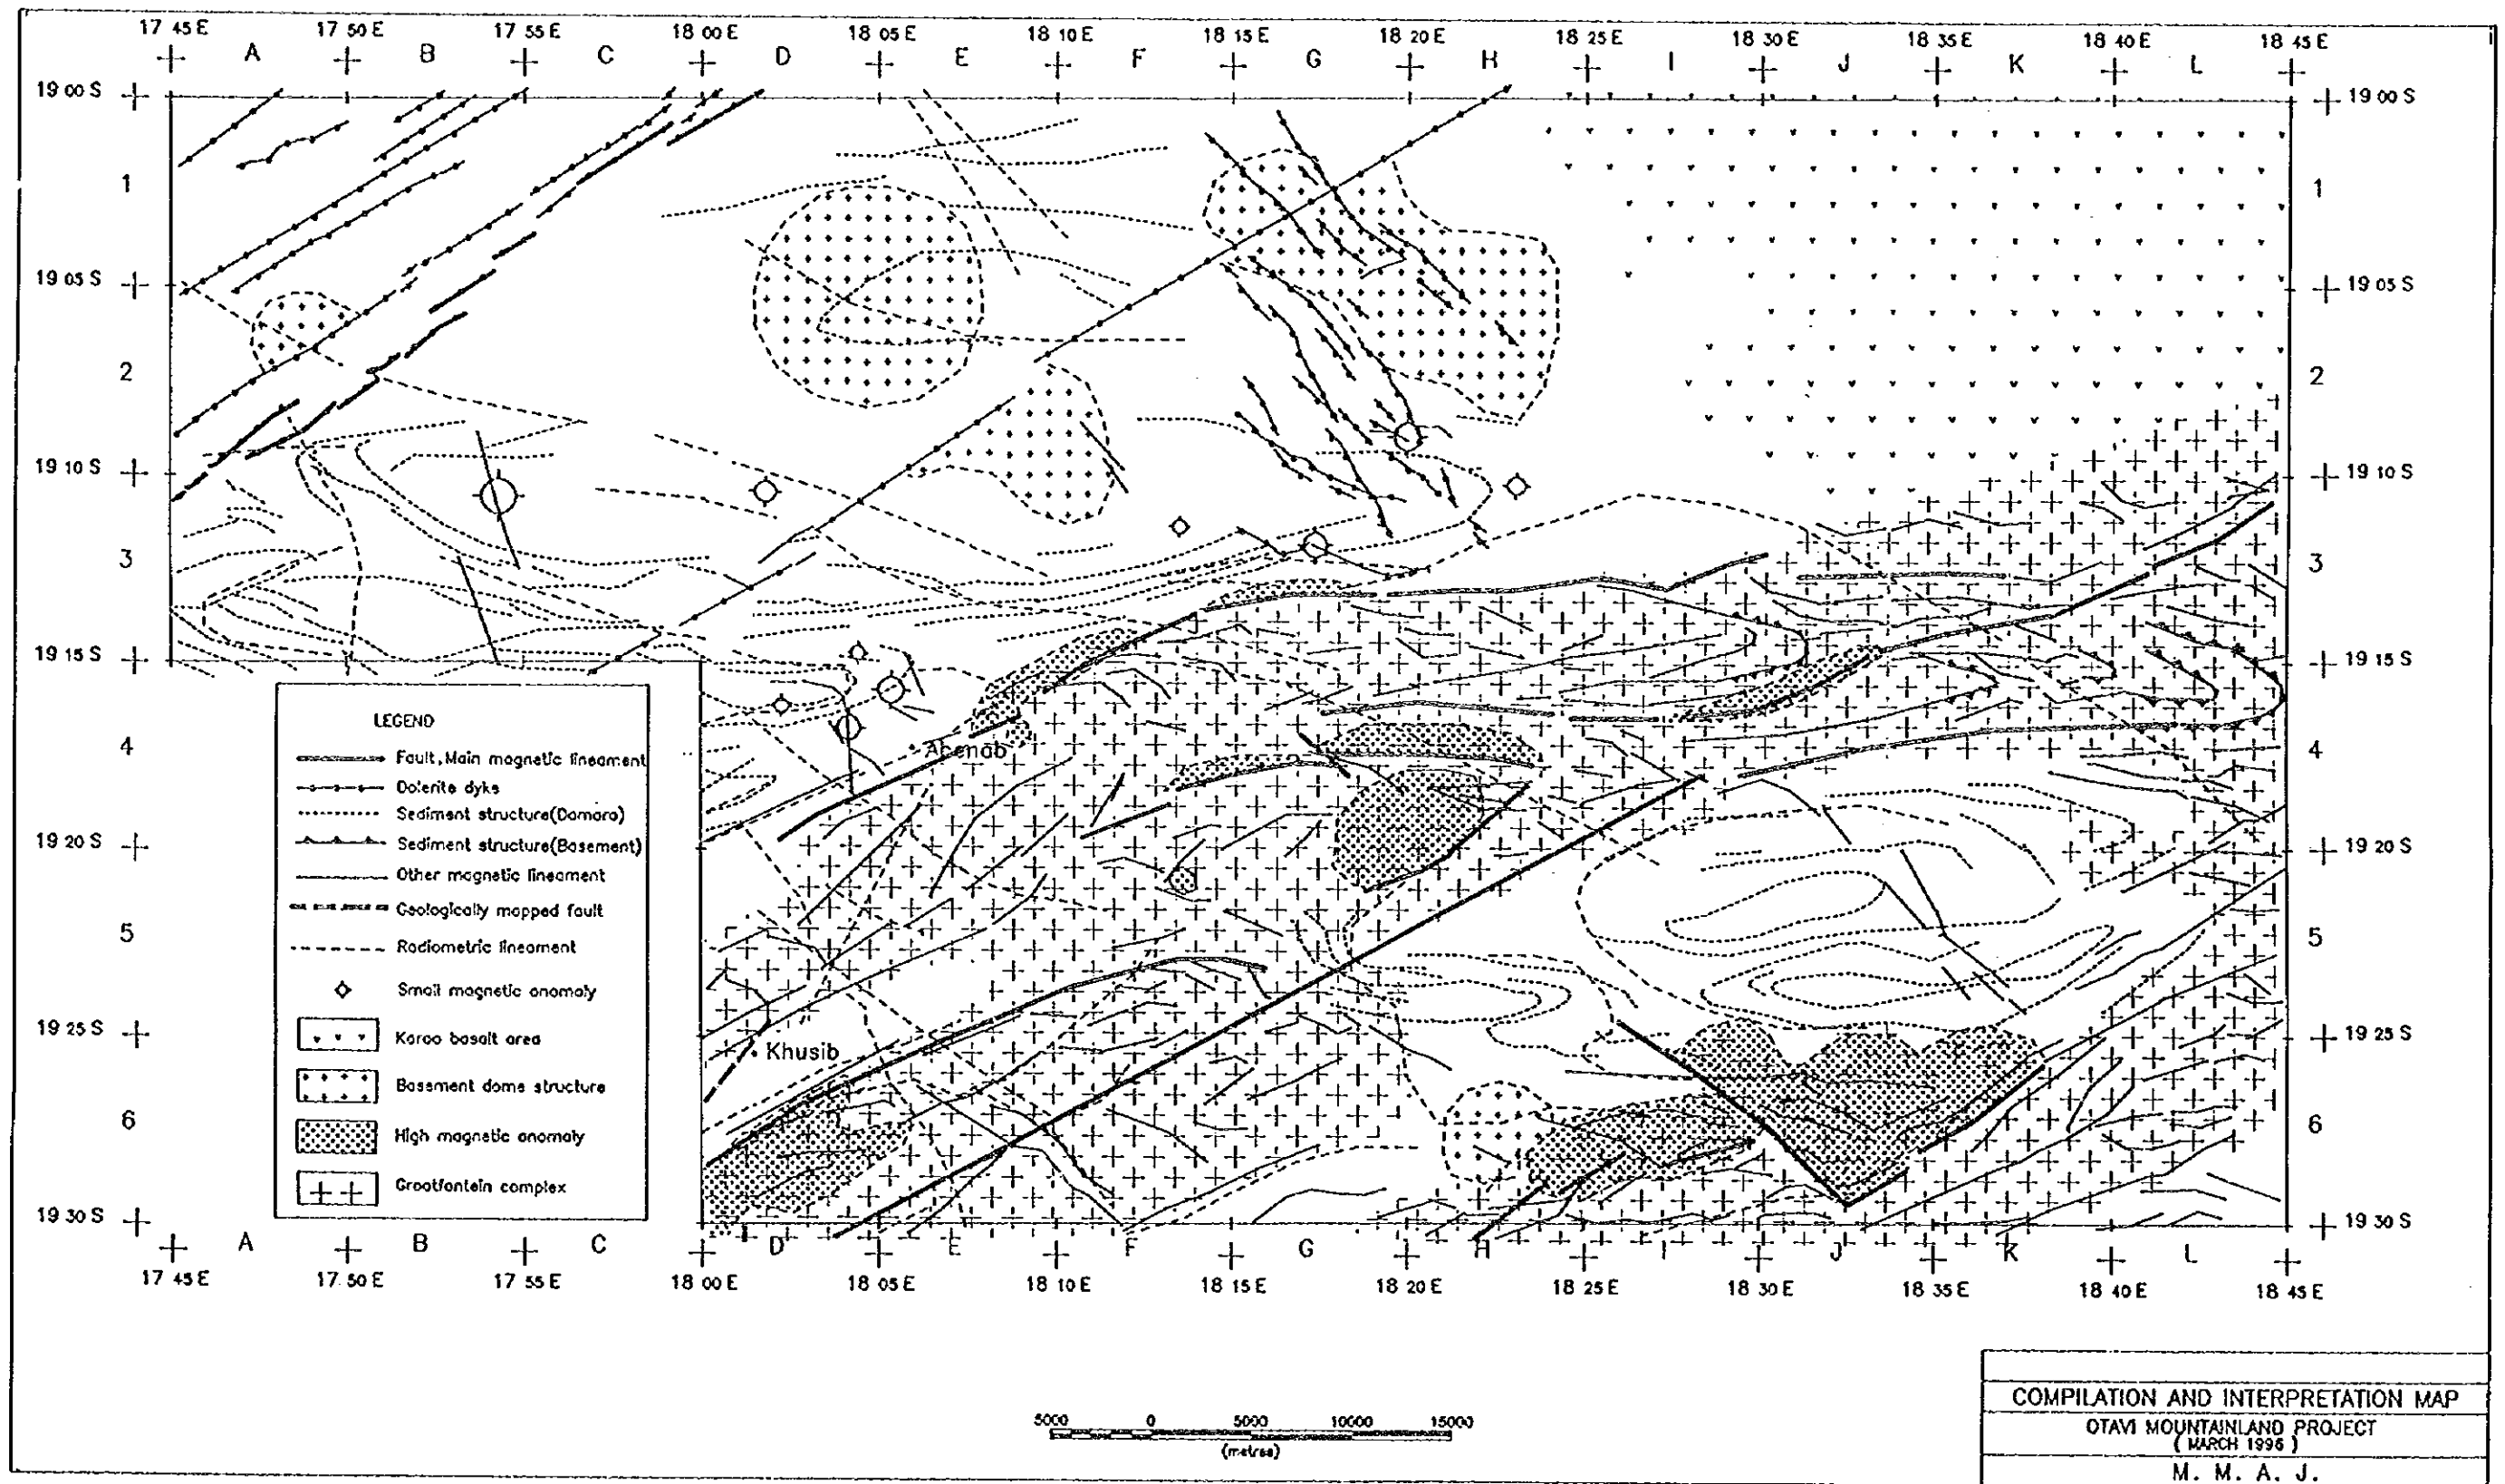 17 45 E 17 50 E 17 55 E 18 00 E 18 05 E 18 10 E 18 15 E 18 20 E 18 25 E 18 30 E 18 35 E 18 40 E 18 45 E
A B C D E F G H I J K L
19 00 S 19 00 S
1 1
19 05 S 19 05 S
2 2
19 10 S 19 10 S
3 3
19 15 S 19 15 S
LEGEND
4 Abenab 4
Fault, Main magnetic lineament
Dolerite dyke
Sediment structure(Damara)
19 20 S Sediment structure(Basement) 19 20 S
Other magnetic lineament
Geologically mapped fault
5 5
Radiometric lineament
Small magnetic anomaly
19 25 S 19 25 S
Karoo basalt area
Khusib
Basement dome structure
6 6
High magnetic anomaly
Grootfontein complex
19 30 S 19 30 S
A B C D E F G H I J K L
17 45 E 17 50 E 17 55 E 18 00 E 18 05 E 18 10 E 18 15 E 18 20 E 18 25 E 18 30 E 18 35 E 18 40 E 18 45 E
5000 0 5000 10000 15000
(metres)
COMPILATION AND INTERPRETATION MAP
OTAVI MOUNTAINLAND PROJECT
( MARCH 1996 )
M. M. A. J.